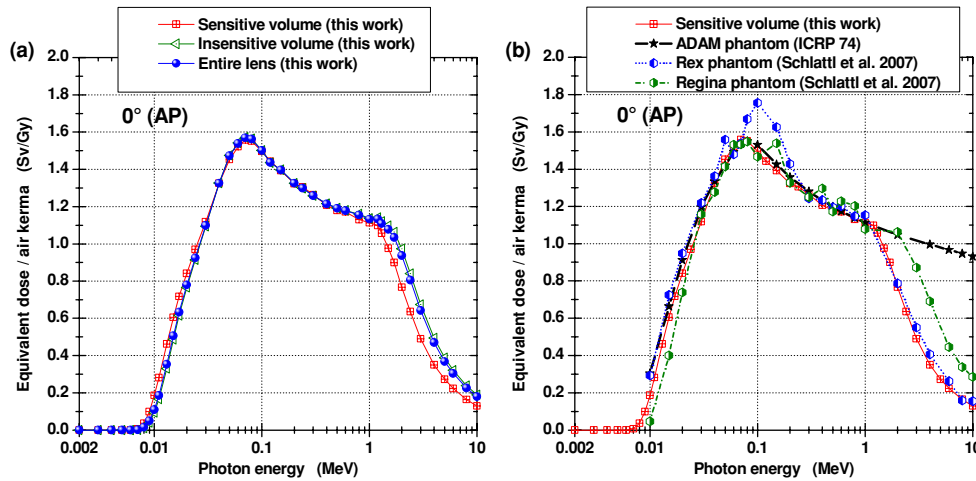 Sensitive volume (this work)
Insensitive volume (this work)
Entire lens (this work)
(a)
0° (AP)
Equivalent dose / air kerma (Sv/Gy)
2.0
1.8
1.6
1.4
1.2
1.0
0.8
0.6
0.4
0.2
0.0
0.002
0.01
0.1
1
10
Photon energy (MeV)
Sensitive volume (this work)
ADAM phantom (ICRP 74)
Rex phantom (Schlattl et al. 2007)
Regina phantom (Schlattl et al. 2007)
(b)
0° (AP)
Equivalent dose / air kerma (Sv/Gy)
2.0
1.8
1.6
1.4
1.2
1.0
0.8
0.6
0.4
0.2
0.0
0.002
0.01
0.1
1
10
Photon energy (MeV)